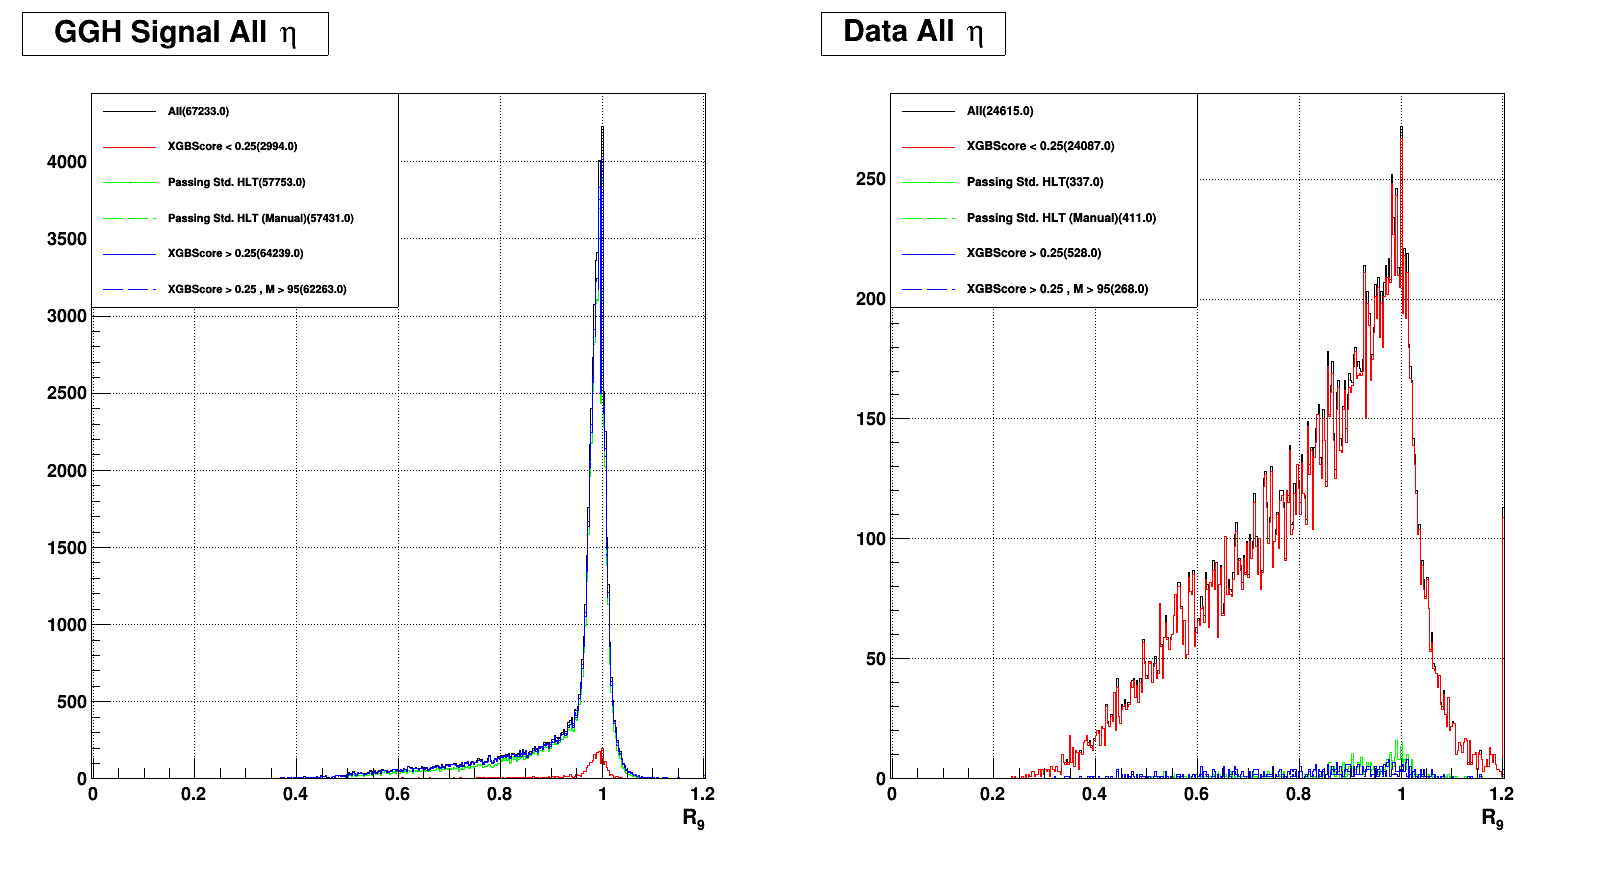 GGH Signal All η
All(67233.0)
XGBScore < 0.25(2994.0)
Passing Std. HLT(57753.0)
Passing Std. HLT (Manual)(57431.0)
XGBScore > 0.25(64239.0)
XGBScore > 0.25 , M > 95(62263.0)
4000
3500
3000
2500
2000
1500
1000
500
0
0
0.2
0.4
0.6
0.8
1
1.2
R9
Data All η
All(24615.0)
XGBScore < 0.25(24087.0)
Passing Std. HLT(337.0)
Passing Std. HLT (Manual)(411.0)
XGBScore > 0.25(528.0)
XGBScore > 0.25 , M > 95(268.0)
250
200
150
100
50
0
0
0.2
0.4
0.6
0.8
1
1.2
R9